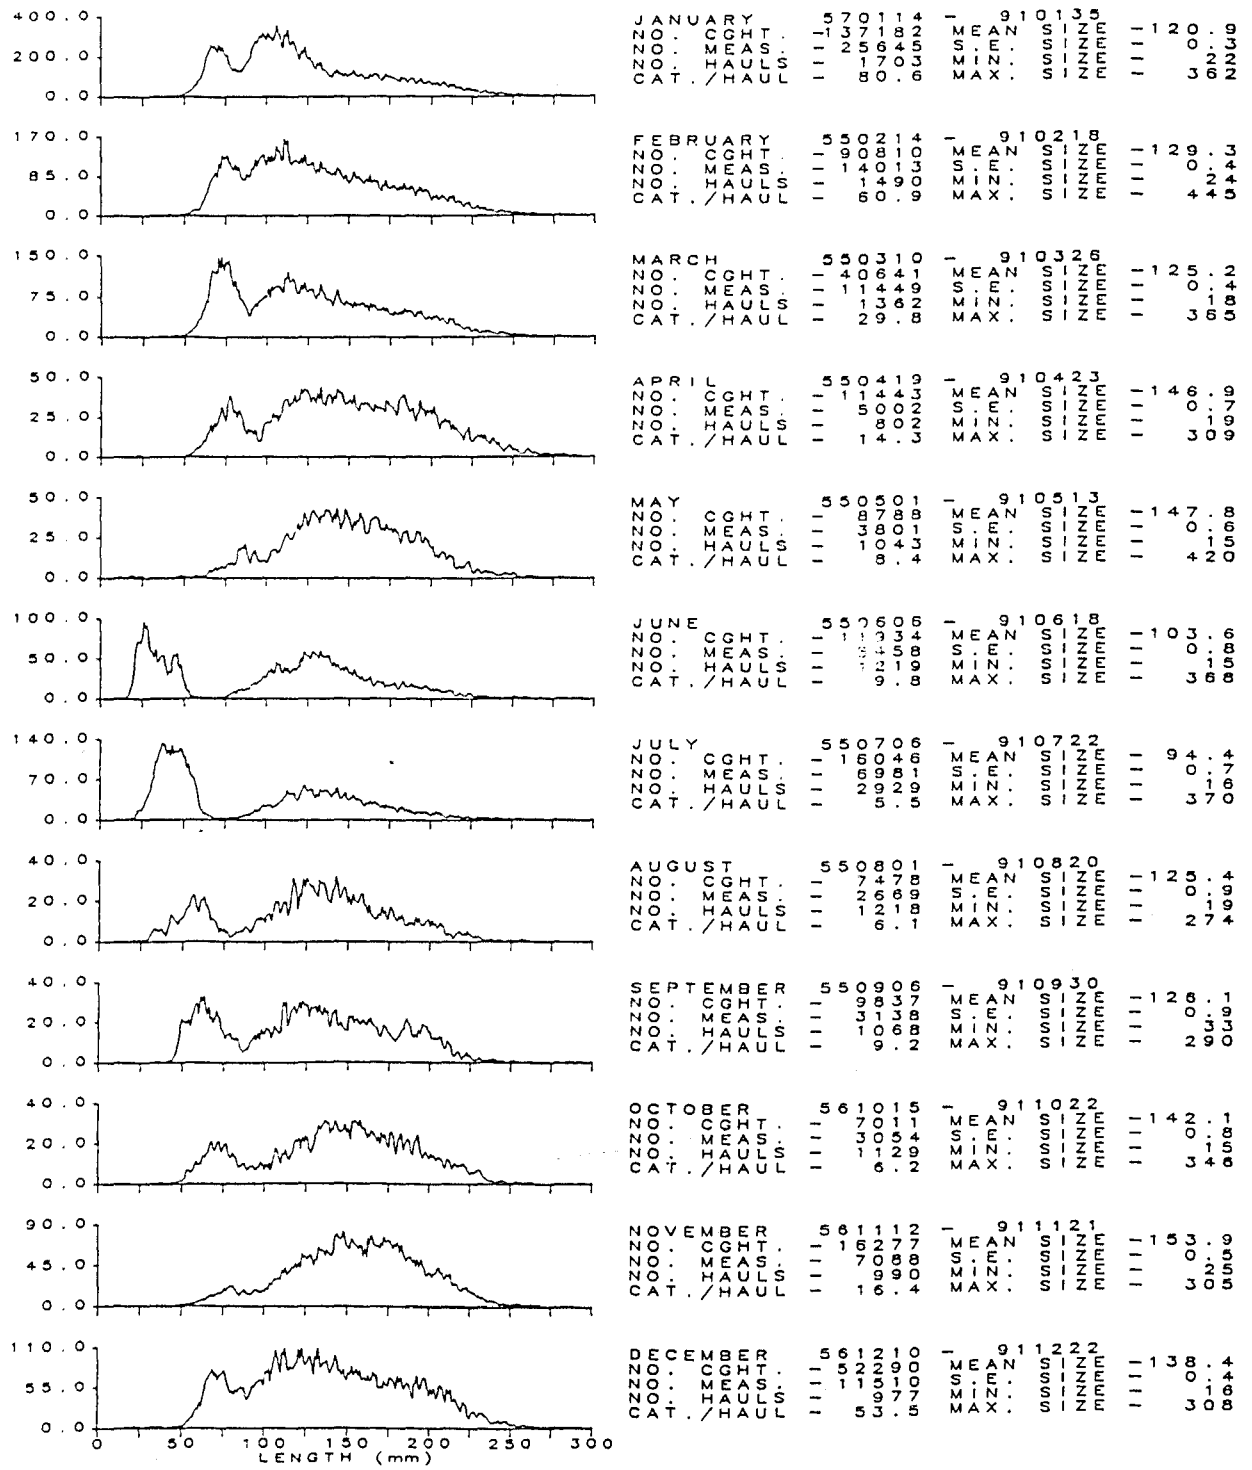 400.0
200.0
0.0
JANUARY 570114 - 910135
NO. CGHT. -137182 MEAN SIZE -120.9
NO. MEAS. - 25645 S.E. SIZE - 0.3
NO. HAULS - 1703 MIN. SIZE - 22
CAT./HAUL - 80.6 MAX. SIZE - 362
170.0
85.0
0.0
FEBRUARY 550214 - 910218
NO. CGHT. -90810 MEAN SIZE -129.3
NO. MEAS. - 14013 S.E. SIZE - 0.4
NO. HAULS - 1490 MIN. SIZE - 24
CAT./HAUL - 60.9 MAX. SIZE - 445
150.0
75.0
0.0
MARCH 550310 - 910326
NO. CGHT. -40641 MEAN SIZE -125.2
NO. MEAS. - 11449 S.E. SIZE - 0.4
NO. HAULS - 1362 MIN. SIZE - 18
CAT./HAUL - 29.8 MAX. SIZE - 365
50.0
25.0
0.0
APRIL 550419 - 910423
NO. CGHT. - 11443 MEAN SIZE -146.9
NO. MEAS. - 5002 S.E. SIZE - 0.7
NO. HAULS - 802 MIN. SIZE - 19
CAT./HAUL - 14.3 MAX. SIZE - 309
50.0
25.0
0.0
MAY 550501 - 910513
NO. CGHT. - 8788 MEAN SIZE -147.8
NO. MEAS. - 3801 S.E. SIZE - 0.6
NO. HAULS - 1043 MIN. SIZE - 15
CAT./HAUL - 8.4 MAX. SIZE - 420
100.0
50.0
0.0
JUNE 550606 - 910618
NO. CGHT. - MEAN SIZE -103.6
NO. MEAS. - S.E. SIZE - 0.8
NO. HAULS - 1219 MIN. SIZE - 15
CAT./HAUL - 9.8 MAX. SIZE - 368
140.0
70.0
0.0
JULY 550706 - 910722
NO. CGHT. -16046 MEAN SIZE - 94.4
NO. MEAS. - 6981 S.E. SIZE - 0.7
NO. HAULS - 2929 MIN. SIZE - 16
CAT./HAUL - 5.5 MAX. SIZE - 370
40.0
20.0
0.0
AUGUST 550801 - 910820
NO. CGHT. - 7478 MEAN SIZE -125.4
NO. MEAS. - 2669 S.E. SIZE - 0.9
NO. HAULS - 1218 MIN. SIZE - 19
CAT./HAUL - 6.1 MAX. SIZE - 274
40.0
20.0
0.0
SEPTEMBER 550906 - 910930
NO. CGHT. - 9837 MEAN SIZE -126.1
NO. MEAS. - 3138 S.E. SIZE - 0.9
NO. HAULS - 1068 MIN. SIZE - 33
CAT./HAUL - 9.2 MAX. SIZE - 290
40.0
20.0
0.0
OCTOBER 561015 - 911022
NO. CGHT. - 7011 MEAN SIZE -142.1
NO. MEAS. - 3054 S.E. SIZE - 0.8
NO. HAULS - 1129 MIN. SIZE - 15
CAT./HAUL - 6.2 MAX. SIZE - 346
90.0
45.0
0.0
NOVEMBER 561112 - 911121
NO. CGHT. -16277 MEAN SIZE -153.9
NO. MEAS. - 7088 S.E. SIZE - 0.5
NO. HAULS - 990 MIN. SIZE - 25
CAT./HAUL - 16.4 MAX. SIZE - 305
110.0
55.0
0.0
DECEMBER 561210 - 911222
NO. CGHT. -52290 MEAN SIZE -138.4
NO. MEAS. - 11510 S.E. SIZE - 0.4
NO. HAULS - 977 MIN. SIZE - 16
CAT./HAUL - 53.5 MAX. SIZE - 308
0 50 100 150 200 250 300
LENGTH (mm)